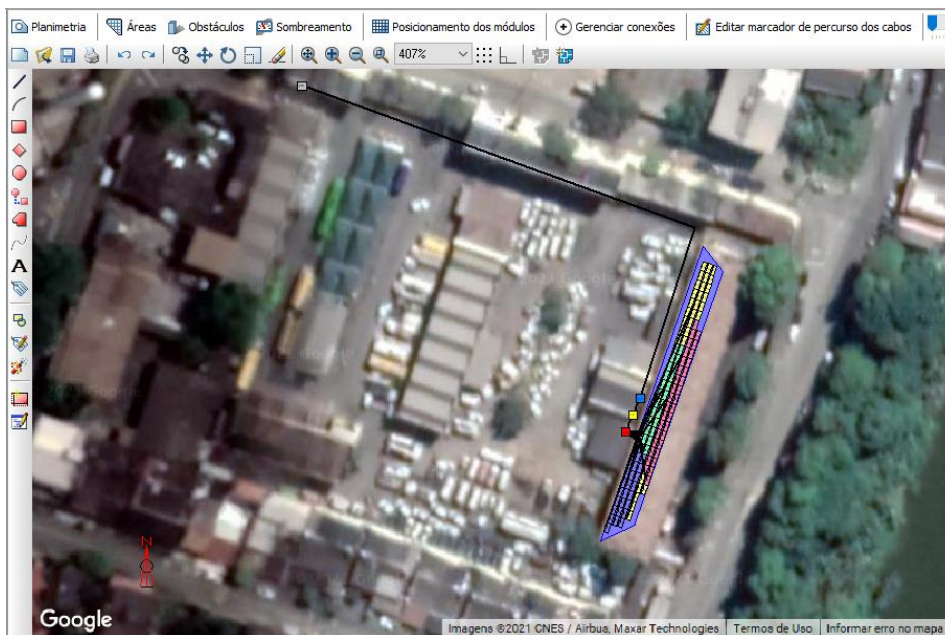 Planimetria Áreas Obstáculos Sombreamento Posicionamento dos módulos Gerenciar conexões Editar marcador de percurso dos cabos
407%
A
N
Google
Imagens ©2021 CNES / Airbus, Maxar Technologies Termos de Uso Informar erro no mapa